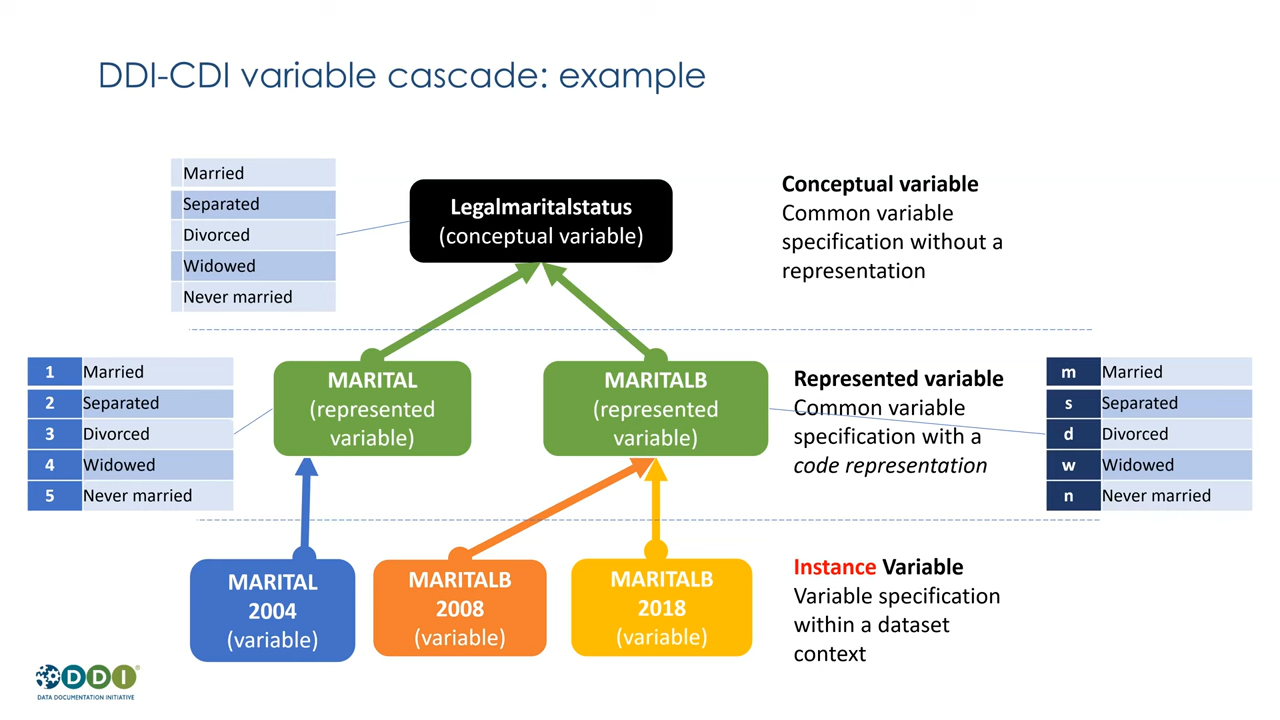 DDI-CDI variable cascade: example
Married
Separated
Divorced
Widowed
Never married
Legalmaritalstatus
(conceptual variable)
Conceptual variable
Common variable
specification without a
representation
1 Married
2 Separated
3 Divorced
4 Widowed
5 Never married
MARITAL
(represented
variable)
MARITALB
(represented
variable)
Represented variable
Common variable
specification with a
code representation
m Married
s Separated
d Divorced
w Widowed
n Never married
MARITAL
2004
(variable)
MARITALB
2008
(variable)
MARITALB
2018
(variable)
Instance Variable
Variable specification
within a dataset
context
DDI®
DATA DOCUMENTATION INITIATIVE